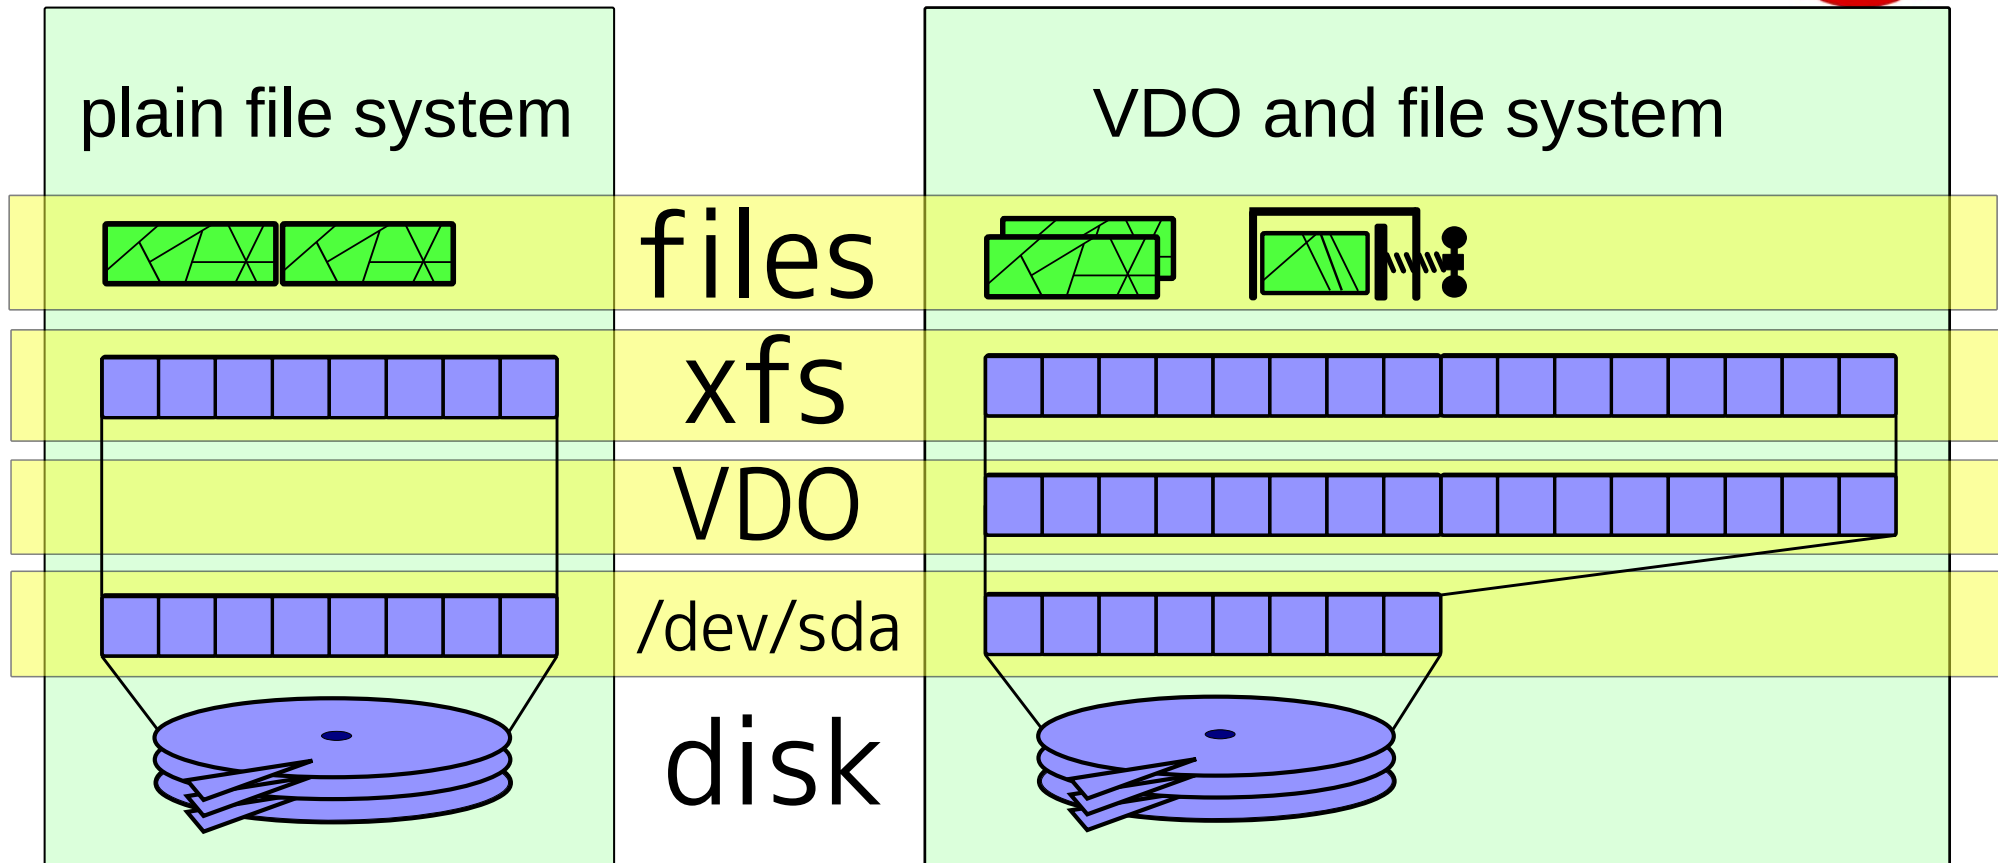 plain file system
VDO and file system
files
xfs
VDO
/dev/sda
disk